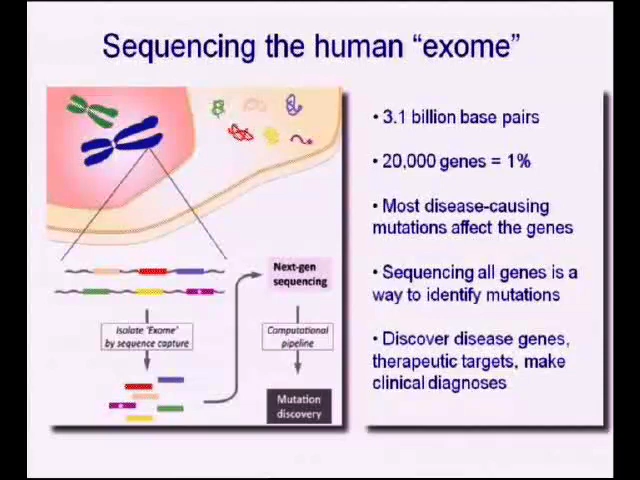 Sequencing the human “exome”
Next-gen
sequencing
Isolate ‘Exome’
by sequence capture
Computational
pipeline
Mutation
discovery
• 3.1 billion base pairs
• 20,000 genes = 1%
• Most disease-causing
mutations affect the genes
• Sequencing all genes is a
way to identify mutations
• Discover disease genes,
therapeutic targets, make
clinical diagnoses